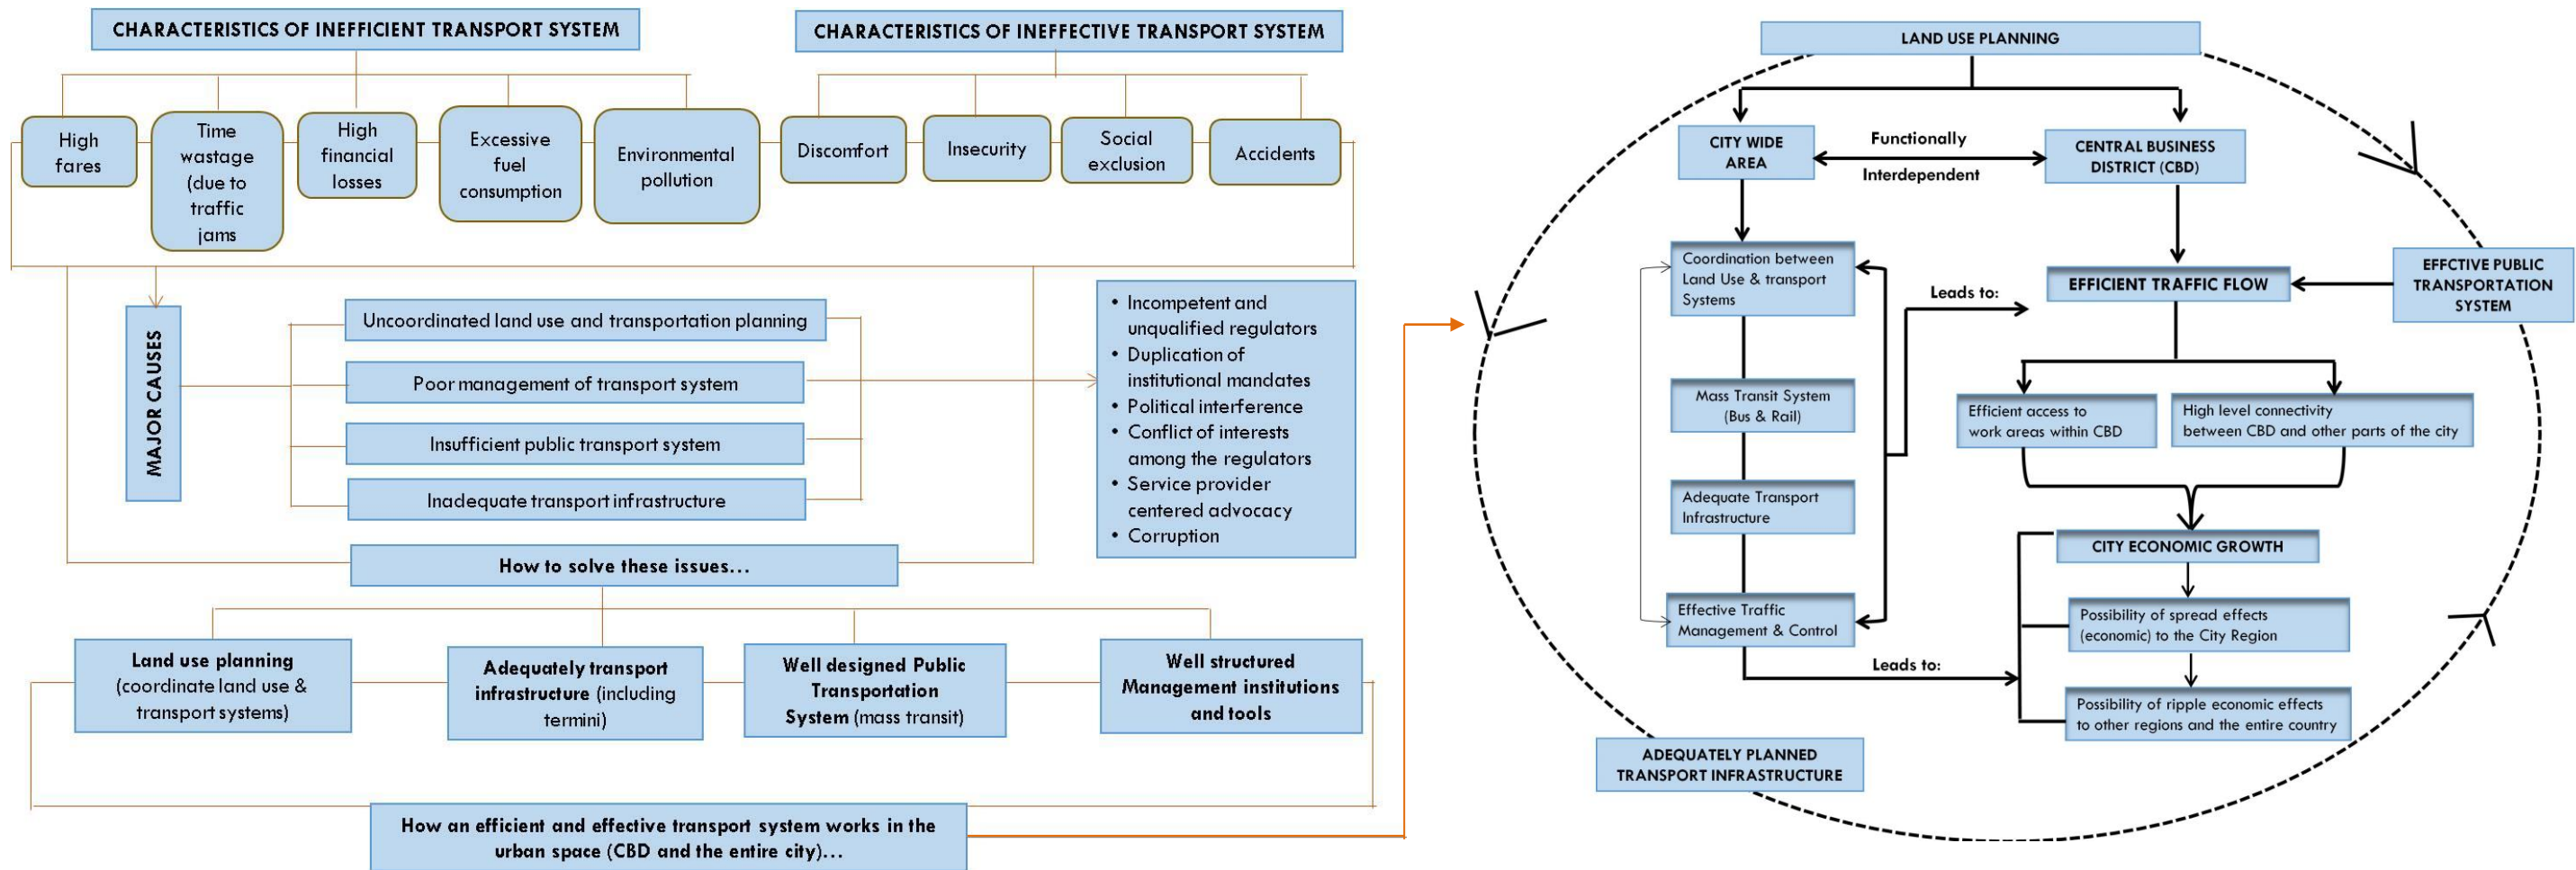 CHARACTERISTICS OF INEFFICIENT TRANSPORT SYSTEM
High
fares
Time
wastage
(due to
traffic
jams
High
financial
losses
Excessive
fuel
consumption
Environmental
pollution
CHARACTERISTICS OF INEFFECTIVE TRANSPORT SYSTEM
Discomfort
Insecurity
Social
exclusion
Accidents
MAJOR CAUSES
Uncoordinated land use and transportation planning
Poor management of transport system
Insufficient public transport system
Inadequate transport infrastructure
• Incompetent and
unqualified regulators
• Duplication of
institutional mandates
• Political interference
• Conflict of interests
among the regulators
• Service provider
centered advocacy
• Corruption
How to solve these issues...
Land use planning
(coordinate land use &
transport systems)
Adequately transport
infrastructure (including
termini)
Well designed Public
Transportation
System (mass transit)
Well structured
Management institutions
and tools
How an efficient and effective transport system works in the
urban space (CBD and the entire city)...
LAND USE PLANNING
CITY WIDE
AREA
Functionally
Interdependent
CENTRAL BUSINESS
DISTRICT (CBD)
Coordination between
Land Use & transport
Systems
Mass Transit System
(Bus & Rail)
Adequate Transport
Infrastructure
Effective Traffic
Management & Control
Leads to:
EFFICIENT TRAFFIC FLOW
EFFCTIVE PUBLIC
TRANSPORTATION
SYSTEM
Efficient access to
work areas within CBD
High level connectivity
between CBD and other parts of the city
CITY ECONOMIC GROWTH
Possibility of spread effects
(economic) to the City Region
Leads to:
Possibility of ripple economic effects
to other regions and the entire country
ADEQUATELY PLANNED
TRANSPORT INFRASTRUCTURE